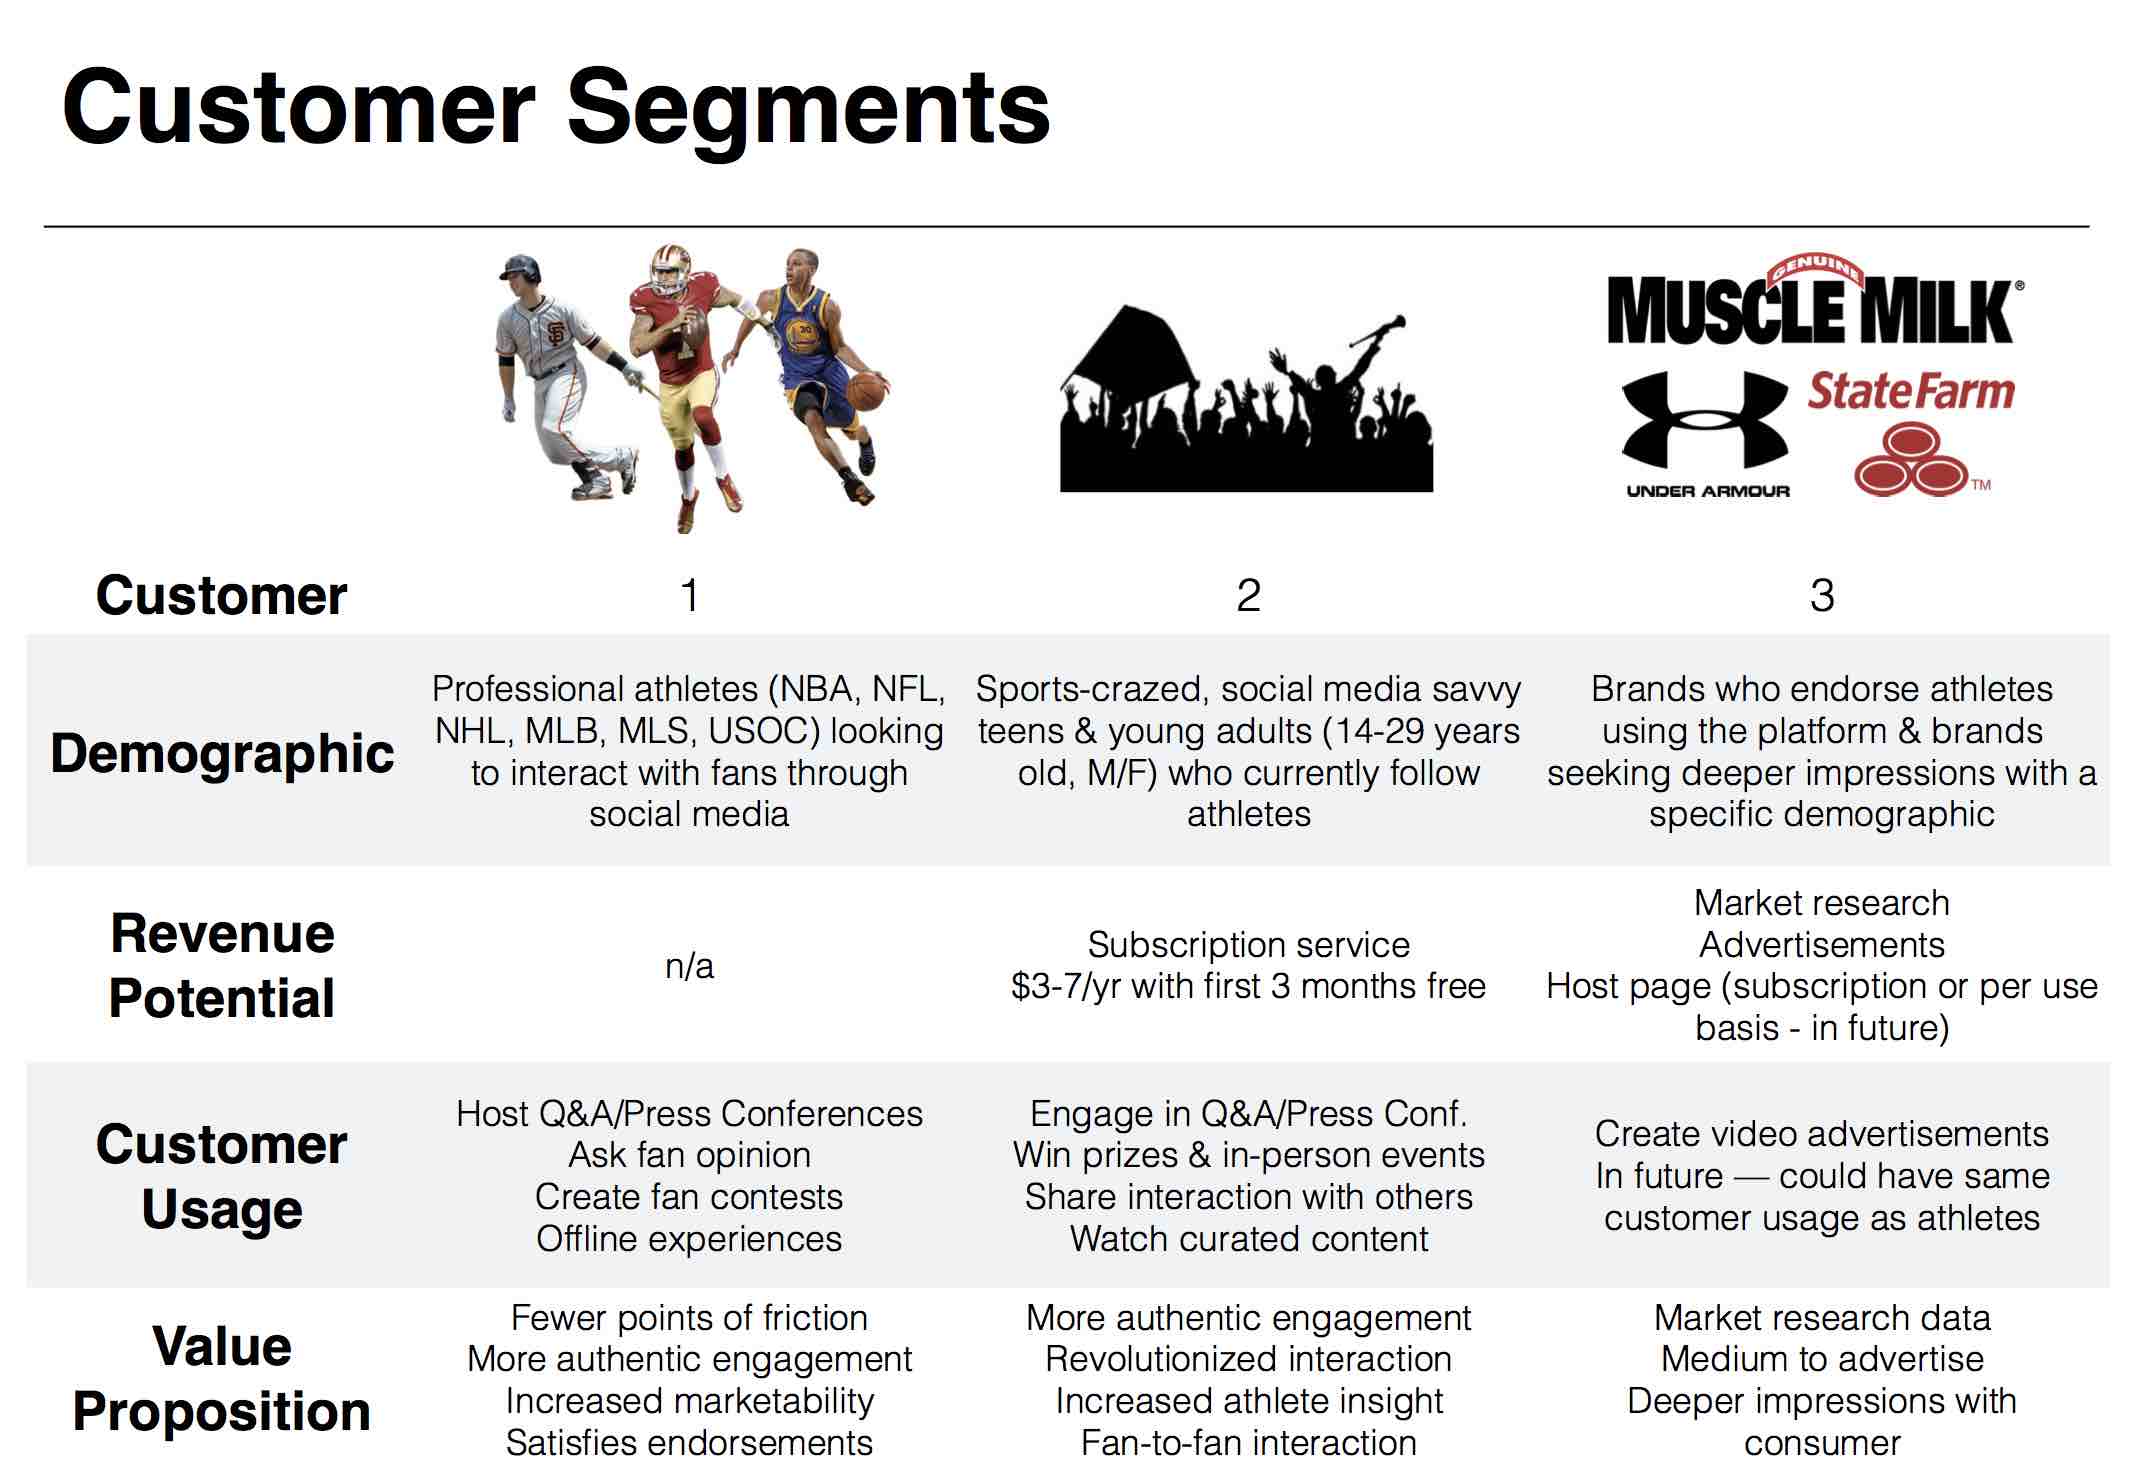 Customer Segments
GENUINE
MUSCLE MILK®
StateFarm
TM
UNDER ARMOUR
SF
7
30
Customer
1
2
3
Demographic
Professional athletes (NBA, NFL,
NHL, MLB, MLS, USOC) looking
to interact with fans through
social media
Sports-crazed, social media savvy
teens & young adults (14-29 years
old, M/F) who currently follow
athletes
Brands who endorse athletes
using the platform & brands
seeking deeper impressions with a
specific demographic
Revenue
Potential
n/a
Subscription service
$3-7/yr with first 3 months free
Market research
Advertisements
Host page (subscription or per use
basis - in future)
Customer
Usage
Host Q&A/Press Conferences
Ask fan opinion
Create fan contests
Offline experiences
Engage in Q&A/Press Conf.
Win prizes & in-person events
Share interaction with others
Watch curated content
Create video advertisements
In future — could have same
customer usage as athletes
Value
Proposition
Fewer points of friction
More authentic engagement
Increased marketability
Satisfies endorsements
More authentic engagement
Revolutionized interaction
Increased athlete insight
Fan-to-fan interaction
Market research data
Medium to advertise
Deeper impressions with
consumer